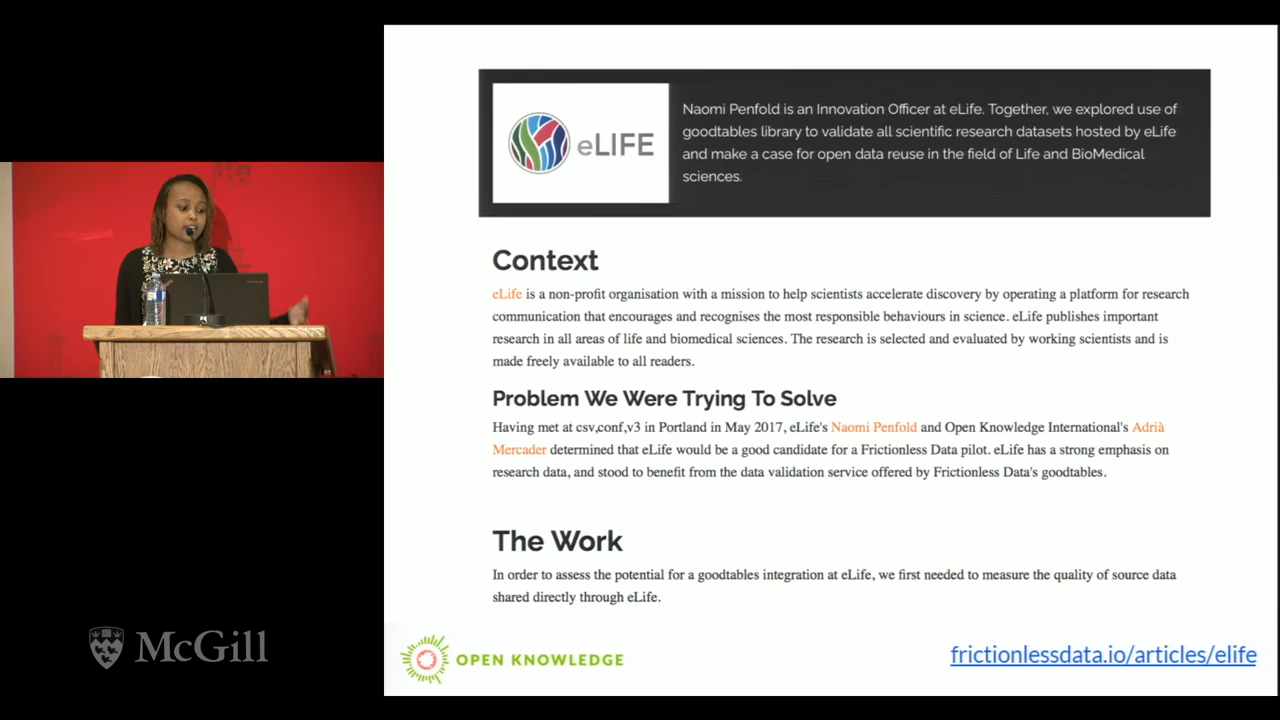 eLIFE
Naomi Penfold is an Innovation Officer at eLife. Together, we explored use of
goodtables library to validate all scientific research datasets hosted by eLife
and make a case for open data reuse in the field of Life and BioMedical
sciences.
Context
eLife is a non-profit organisation with a mission to help scientists accelerate discovery by operating a platform for research
communication that encourages and recognises the most responsible behaviours in science. eLife publishes important
research in all areas of life and biomedical sciences. The research is selected and evaluated by working scientists and is
made freely available to all readers.
Problem We Were Trying To Solve
Having met at csv,conf,v3 in Portland in May 2017, eLife's Naomi Penfold and Open Knowledge International's Adrià
Mercader determined that eLife would be a good candidate for a Frictionless Data pilot. eLife has a strong emphasis on
research data, and stood to benefit from the data validation service offered by Frictionless Data's goodtables.
The Work
In order to assess the potential for a goodtables integration at eLife, we first needed to measure the quality of source data
shared directly through eLife.
McGill
OPEN KNOWLEDGE
frictionlessdata.io/articles/elife